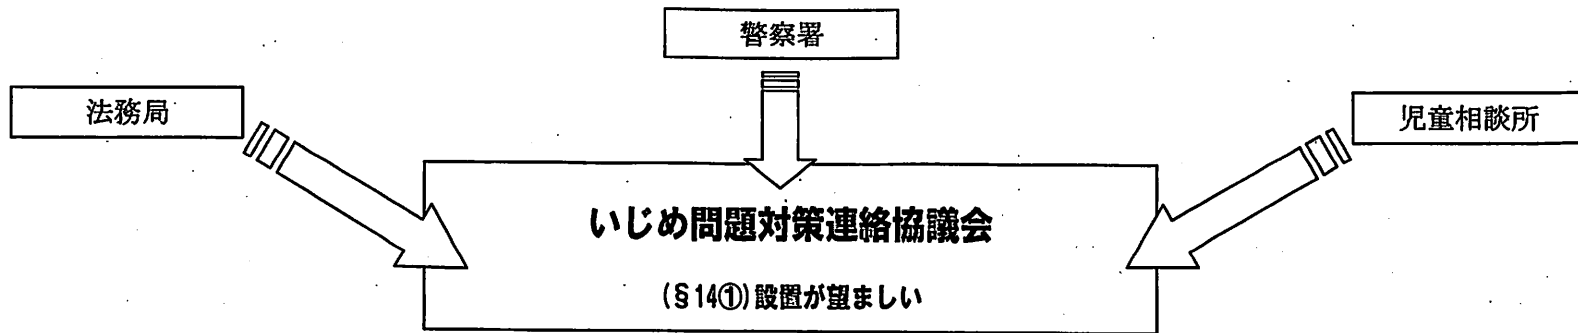 警察署
法務局
児童相談所
いじめ問題対策連絡協議会
(§14①)設置が望ましい